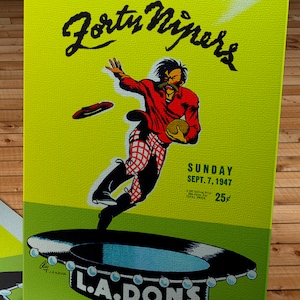 Forty Niners
SUNDAY
SEPT. 7, 1947
25¢
L.A.DONS